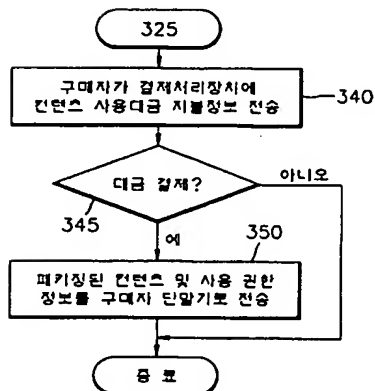 325
구매자가 결제처리장치에
컨텐츠 사용대금 지불정보 전송
340
대금 결제?
아니오
345
예
350
패키징된 컨텐츠 및 사용 권한
정보를 구매자 단말기로 전송
종 료